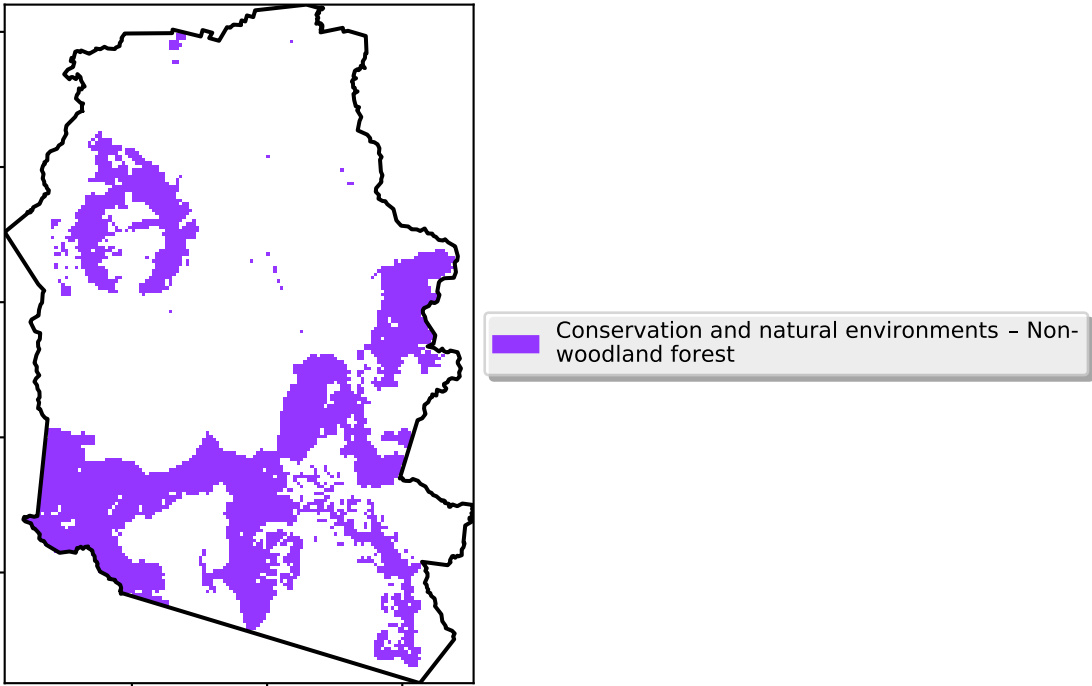 Conservation and natural environments – Non-
woodland forest